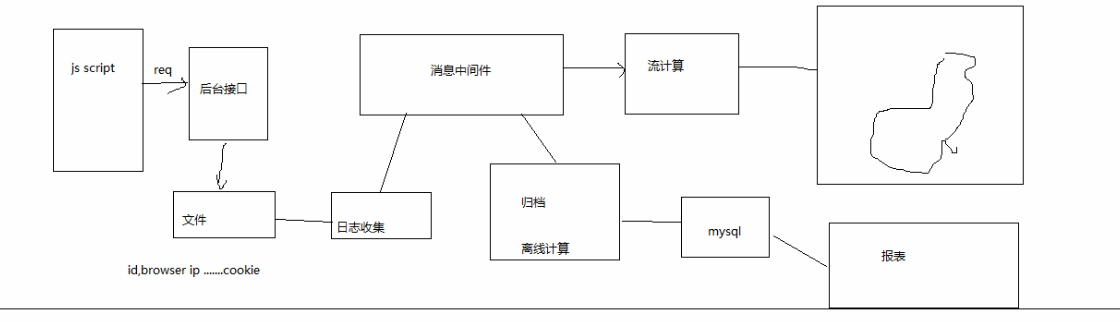 js script
req
后台接口
消息中间件
流计算
文件
日志收集
归档
离线计算
mysql
报表
id,browser ip .......cookie